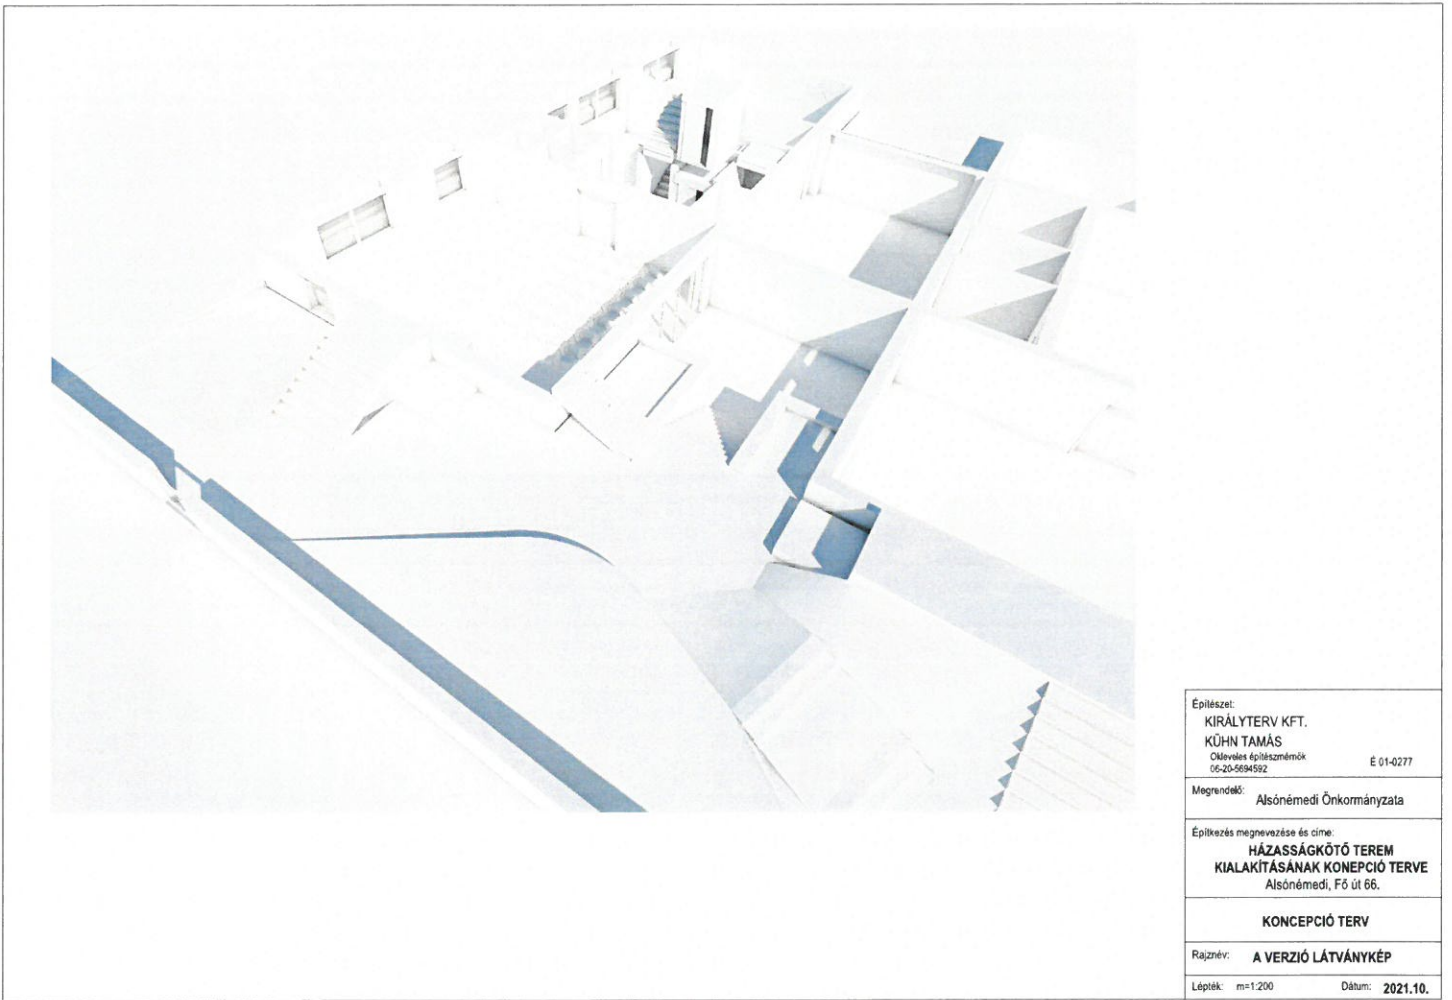 Építészet:
KIRÁLYTERV KFT.
KÜHN TAMÁS
Okleveles építészmérnök
06-20-5694592 É 01-0277
Megrendelő: Alsónémedi Önkormányzata
Építkezés megnevezése és címe:
HÁZASSÁGKÖTŐ TEREM
KIALAKÍTÁSÁNAK KONEPCIÓ TERVE
Alsónémedi, Fő út 66.
KONCEPCIÓ TERV
Rajznév: A VERZIÓ LÁTVÁNYKÉP
Lépték: m=1:200 Dátum: 2021.10.